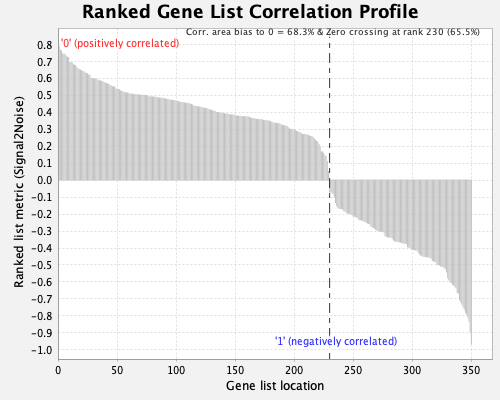 Ranked Gene List Correlation Profile
Corr. area bias to 0 = 68.3% & Zero crossing at rank 230 (65.5%)
'0' (positively correlated)
0.8
0.7
0.6
0.5
0.4
0.3
0.2
0.1
0.0
-0.1
-0.2
-0.3
-0.4
-0.5
-0.6
-0.7
-0.8
-0.9
-1.0
Ranked list metric (Signal2Noise)
'1' (negatively correlated)
0 50 100 150 200 250 300 350
Gene list location